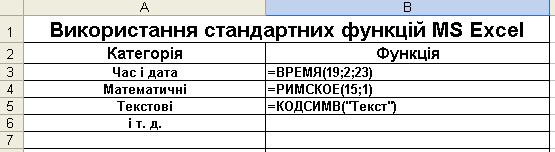 A B
1 Використання стандартних функцій MS Excel
2 Категорія Функція
3 Час і дата =ВРЕМЯ(19;2;23)
4 Математичні =РИМСКОЕ(15;1)
5 Текстові =КОДСИМВ("Текст")
6 і т. д.
7